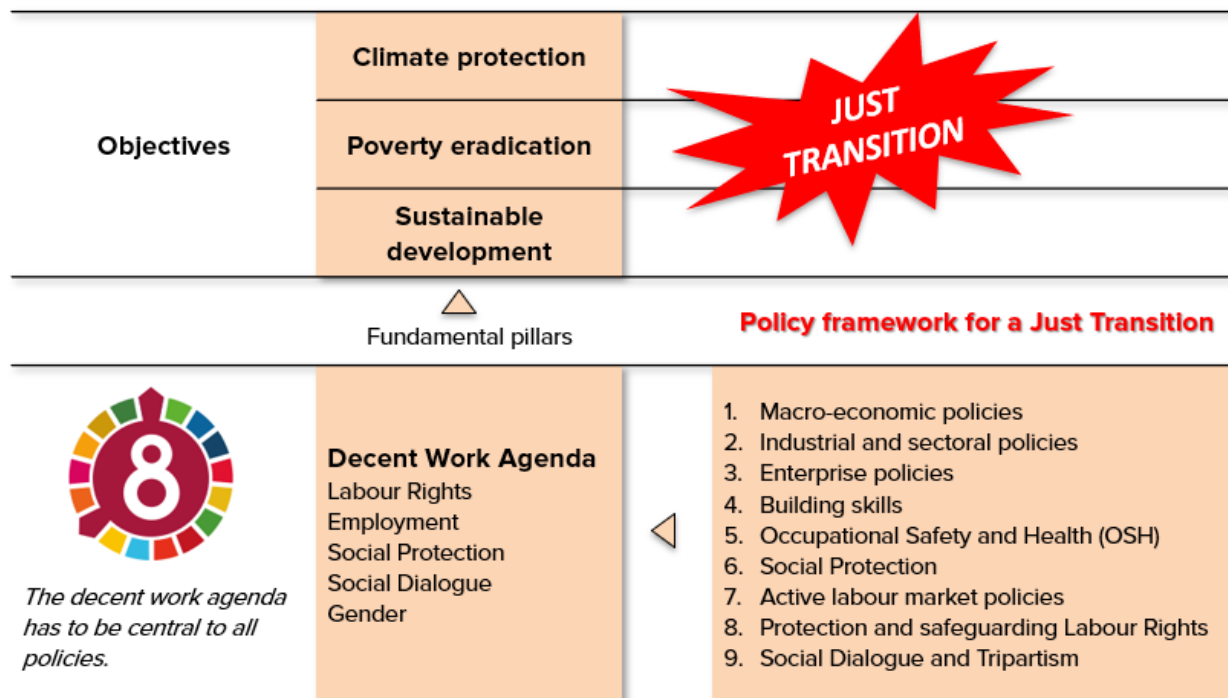 Objectives
Climate protection
Poverty eradication
Sustainable
development
JUST
TRANSITION
Fundamental pillars
Policy framework for a Just Transition
8
The decent work agenda
has to be central to all
policies.
Decent Work Agenda
Labour Rights
Employment
Social Protection
Social Dialogue
Gender
1. Macro-economic policies
2. Industrial and sectoral policies
3. Enterprise policies
4. Building skills
5. Occupational Safety and Health (OSH)
6. Social Protection
7. Active labour market policies
8. Protection and safeguarding Labour Rights
9. Social Dialogue and Tripartism